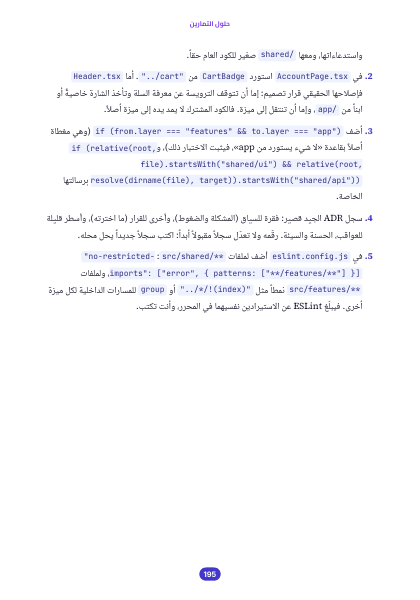 حلول التمارين
واستدعاءاتها، ومعها shared/ صغير للكود العام حقاً.
2. في AccountPage.tsx استورد CartBadge من "../cart". أما Header.tsx
فإصلاحها الحقيقي قرار تصميم: إما أن تتوقف الترويسة عن معرفة السلة وتأخذ الشارة خاصيةً أو
ابناً من app/، وإما أن تنتقل إلى ميزة. فالكود المشترك لا يمد يده إلى ميزة أصلاً.
3. أضف if (from.layer === "features" && to.layer === "app") (وهي مغطاة
أصلاً بقاعدة «لا شيء يستورد من app»، فيثبت الاختبار ذلك)، وif (relative(root,
file).startsWith("shared/ui") && relative(root,
resolve(dirname(file), target)).startsWith("shared/api")) برسالتها
الخاصة.
4. سجل ADR الجيد قصير: فقرة للسياق (المشكلة والضغوط)، وأخرى للقرار (ما اخترته)، وأسطر قليلة
للعواقب، الحسنة والسيئة. رقّمه ولا تعدّل سجلاً مقبولاً أبداً: اكتب سجلاً جديداً يحل محله.
5. في eslint.config.js أضف لملفات src/shared/**: "no-restricted-
imports": ["error", { patterns: ["**/features/**"] }]، ولملفات
src/features/** نمطاً مثل "../*/!(index)" أو group للمسارات الداخلية لكل ميزة
أخرى. فيبلّغ ESLint عن الاستيرادين نفسيهما في المحرر، وأنت تكتب.
195